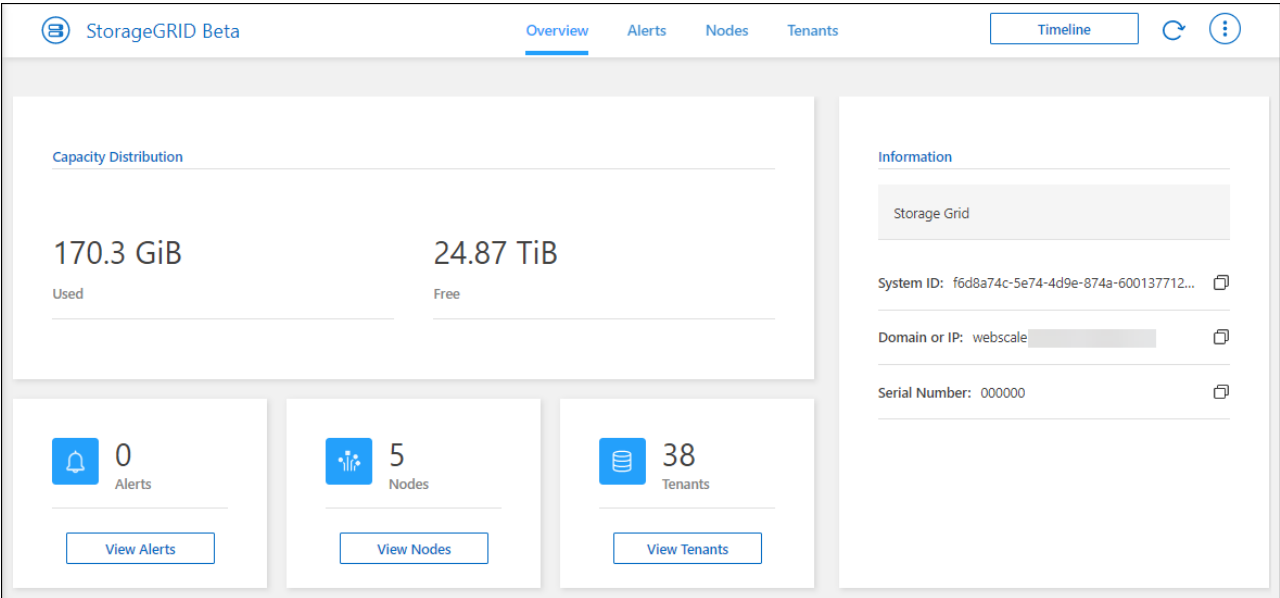 StorageGRID Beta
Overview Alerts Nodes Tenants
Timeline
Capacity Distribution
170.3 GiB
Used
24.87 TiB
Free
0
Alerts
View Alerts
5
Nodes
View Nodes
38
Tenants
View Tenants
Information
Storage Grid
System ID: f6d8a74c-5e74-4d9e-874a-600137712...
Domain or IP: webscale
Serial Number: 000000